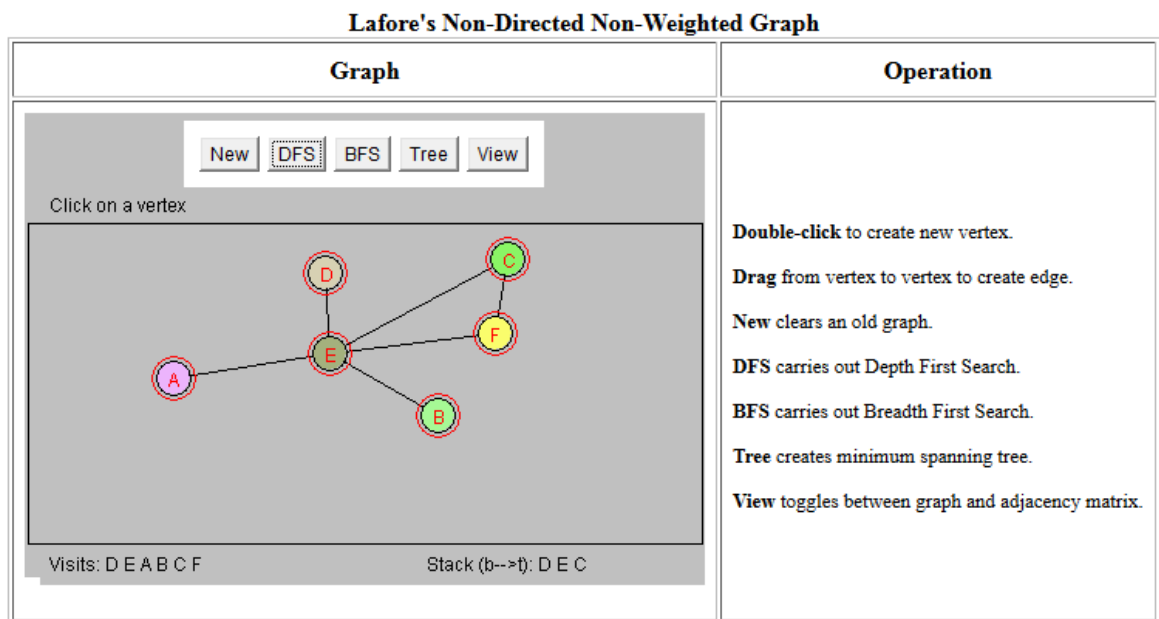 Lafore's Non-Directed Non-Weighted Graph
Graph
Operation
New DFS BFS Tree View
Click on a vertex
D
C
F
E
A
B
Visits: D E A B C F
Stack (b-->t): D E C
Double-click to create new vertex.
Drag from vertex to vertex to create edge.
New clears an old graph.
DFS carries out Depth First Search.
BFS carries out Breadth First Search.
Tree creates minimum spanning tree.
View toggles between graph and adjacency matrix.